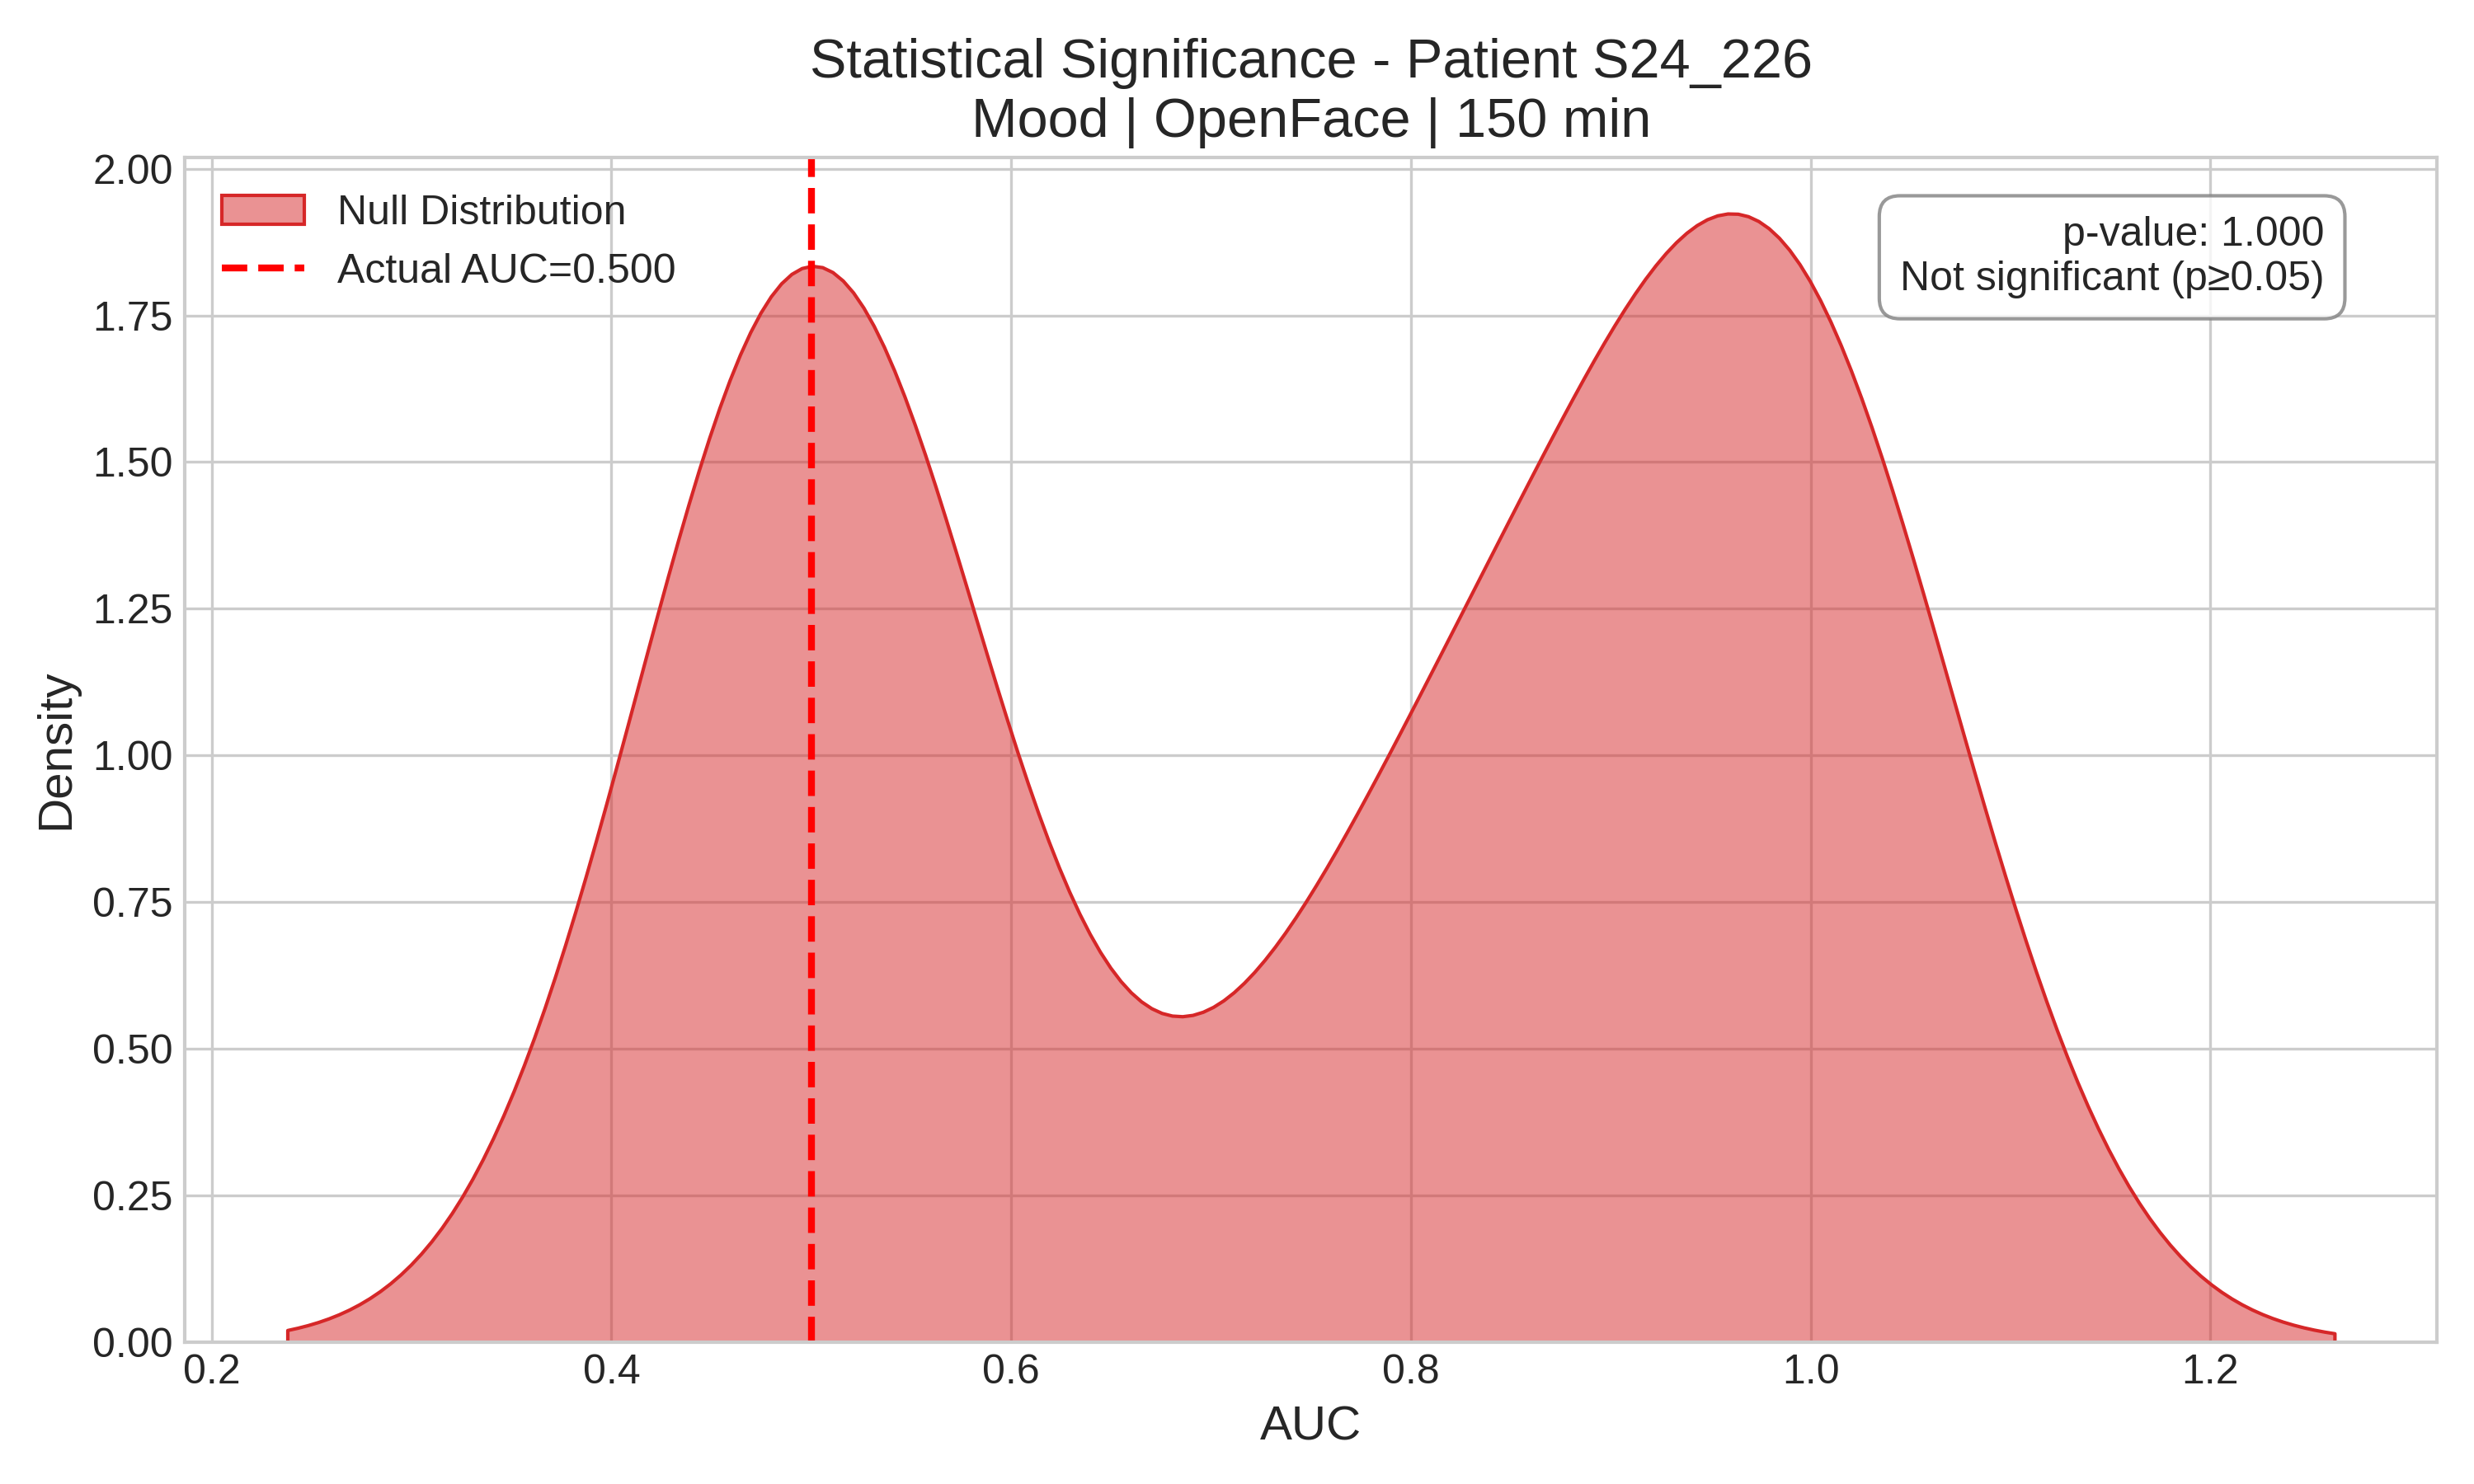 Statistical Significance - Patient S24_226
Mood | OpenFace | 150 min
Null Distribution
Actual AUC=0.500
p-value: 1.000
Not significant (p≥0.05)
Density
2.00
1.75
1.50
1.25
1.00
0.75
0.50
0.25
0.00
0.2 0.4 0.6 0.8 1.0 1.2
AUC